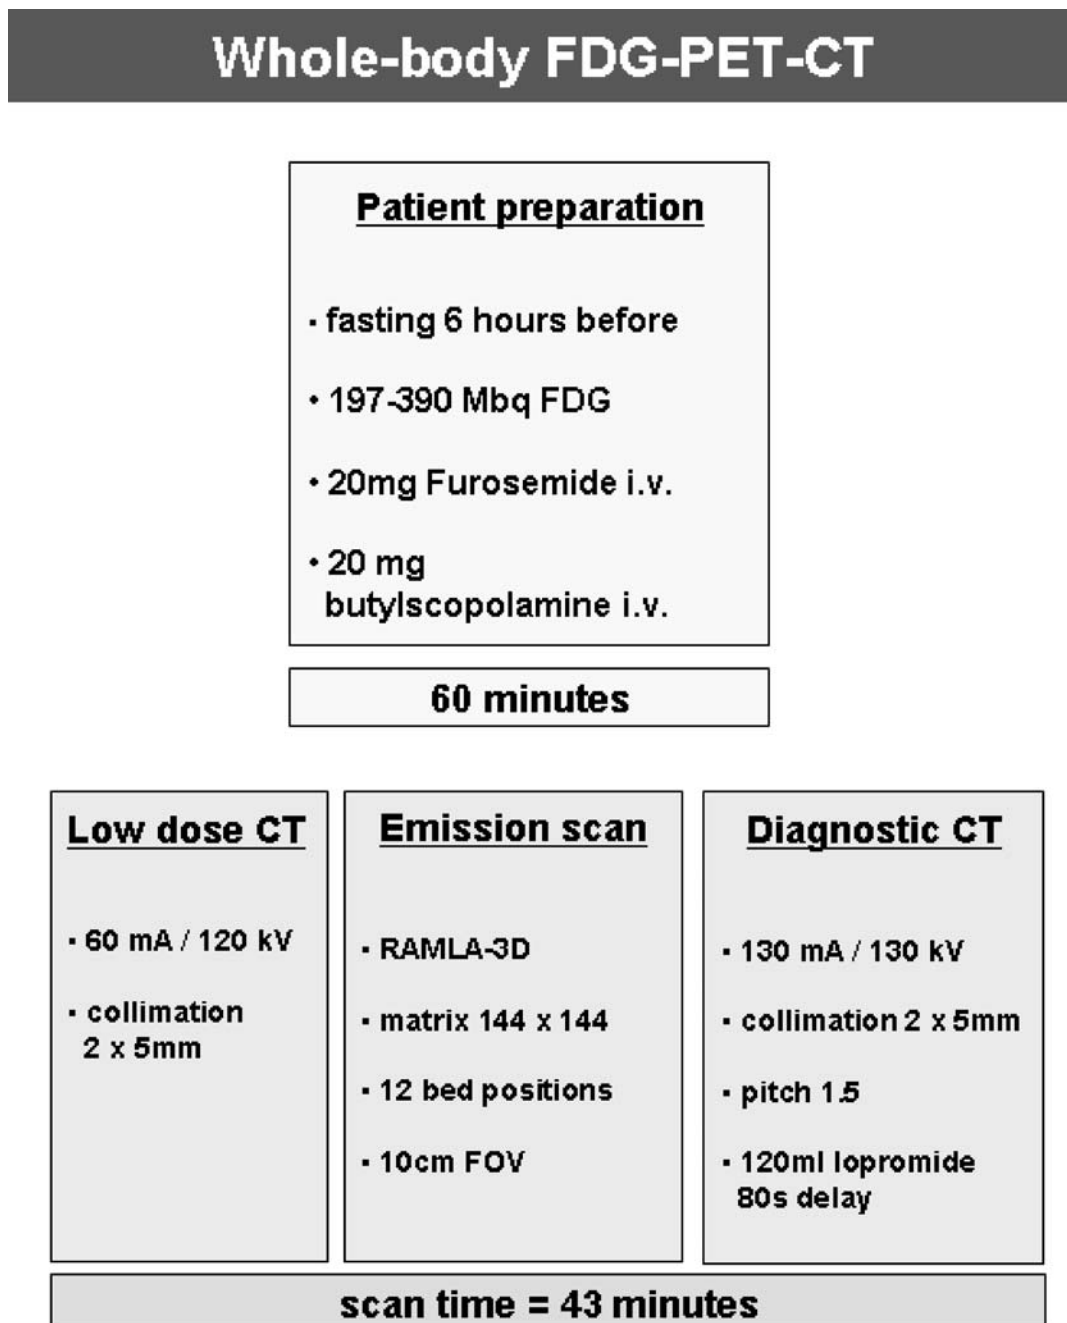 Whole-body FDG-PET-CT
Patient preparation
▪ fasting 6 hours before
• 197-390 Mbq FDG
• 20mg Furosemide i.v.
• 20 mg
butylscopolamine i.v.
60 minutes
Low dose CT
▪ 60 mA / 120 kV
▪ collimation
2 x 5mm
Emission scan
▪ RAMLA-3D
▪ matrix 144 x 144
▪ 12 bed positions
▪ 10cm FOV
Diagnostic CT
▪ 130 mA / 130 kV
▪ collimation 2 x 5mm
▪ pitch 1.5
▪ 120ml Iopromide
80s delay
scan time = 43 minutes